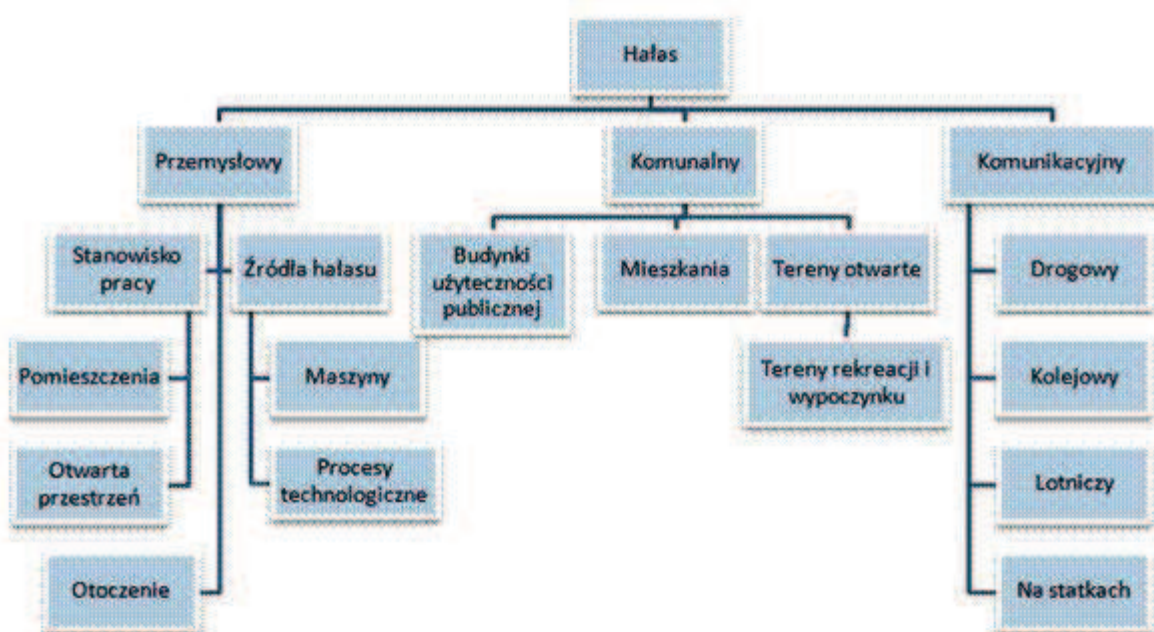 Hałas
Przemysłowy
Komunalny
Komunikacyjny
Stanowisko
pracy
Źródła hałasu
Budynki
użyteczności
publicznej
Mieszkania
Tereny otwarte
Drogowy
Pomieszczenia
Maszyny
Tereny rekreacji i
wypoczynku
Kolejowy
Otwarta
przestrzeń
Procesy
technologiczne
Lotniczy
Otoczenie
Na statkach